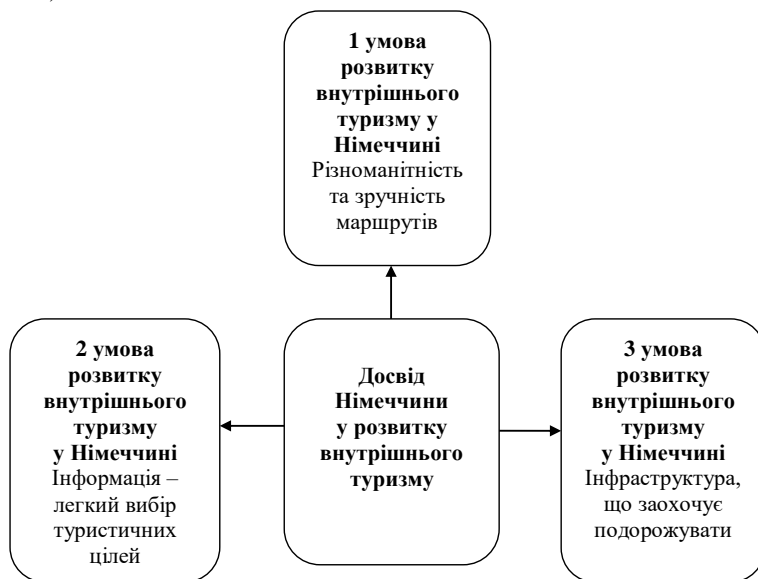 1 умова
розвитку
внутрішнього
туризму у
Німеччині
Різноманітність
та зручність
маршрутів
2 умова
розвитку
внутрішнього
туризму
у Німеччині
Інформація –
легкий вибір
туристичних
цілей
Досвід
Німеччини
у розвитку
внутрішнього
туризму
3 умова
розвитку
внутрішнього
туризму
у Німеччині
Інфраструктура,
що заохочує
подорожувати